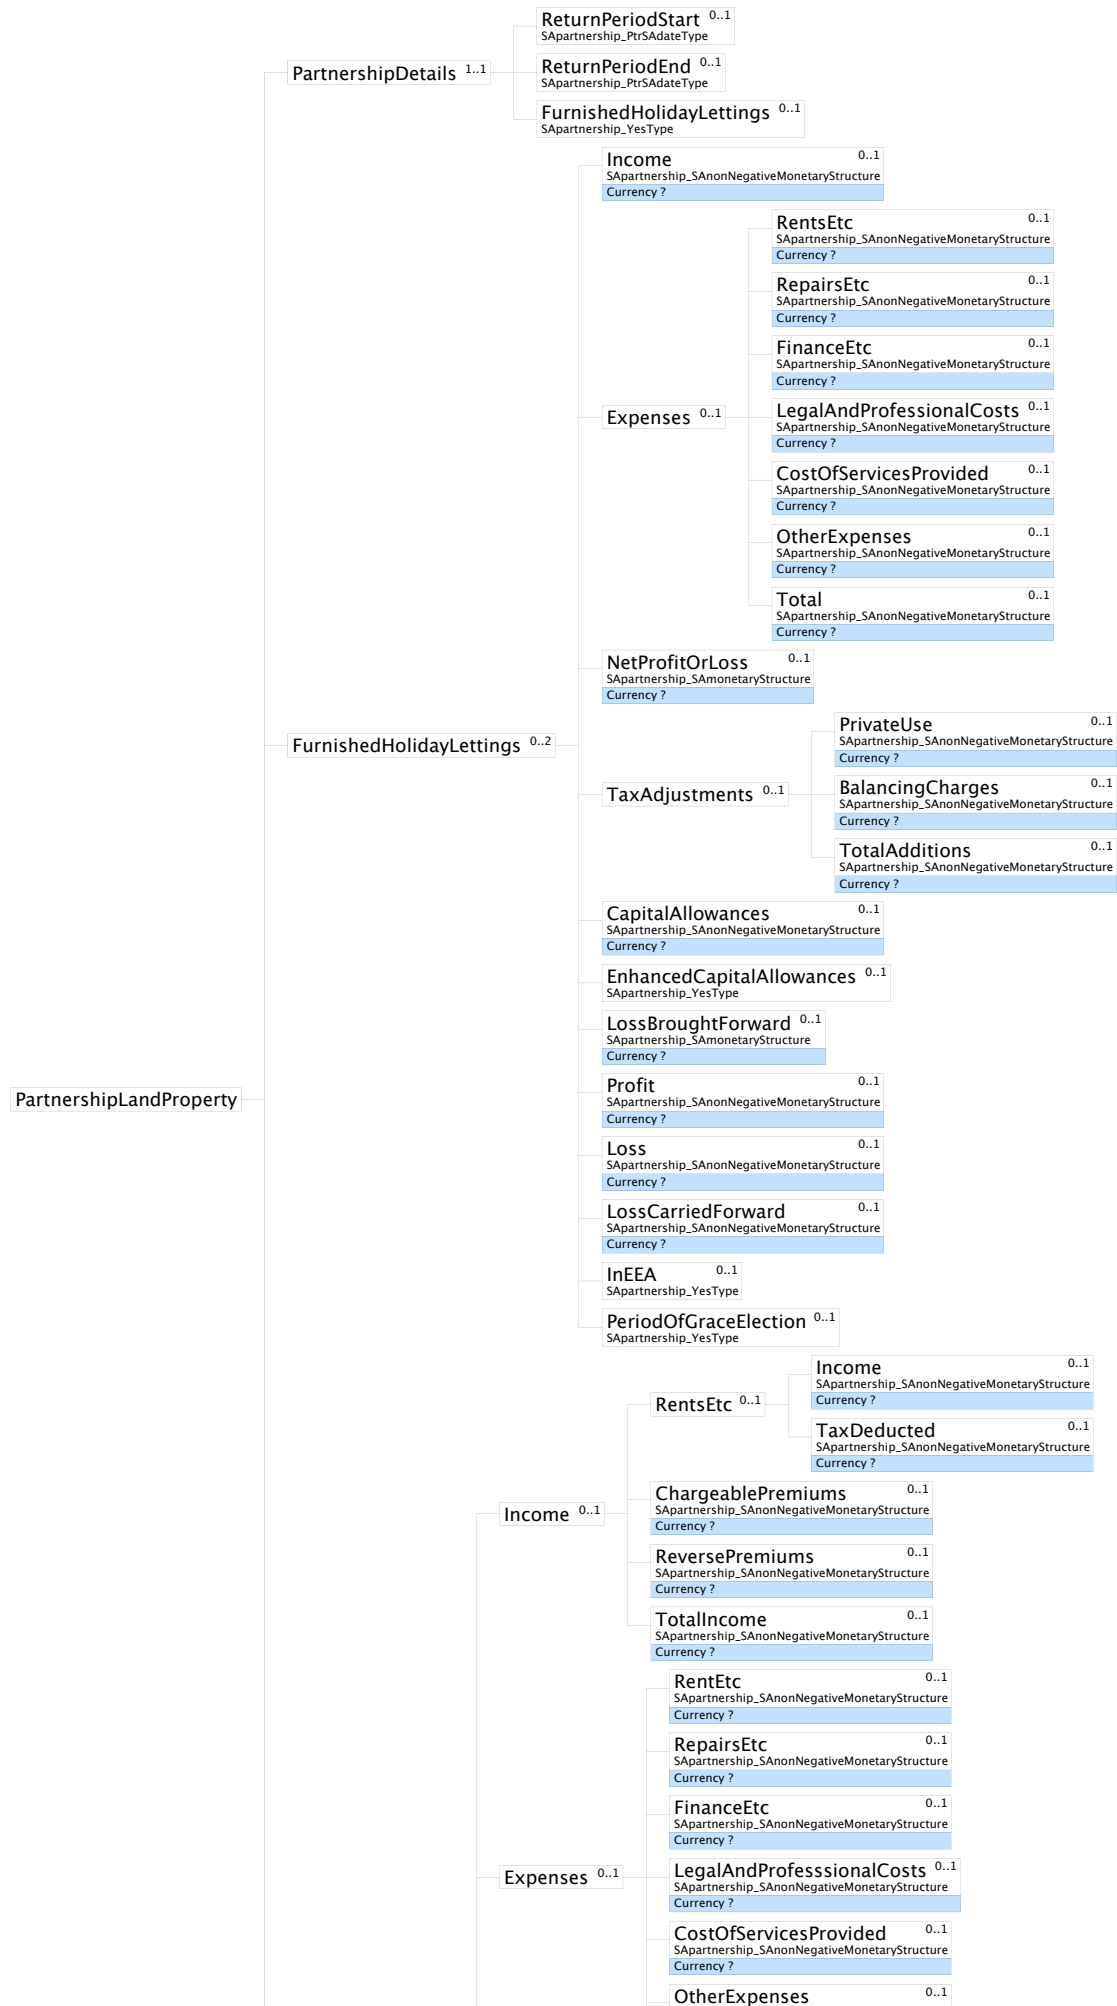 ReturnPeriodStart 0..1
SApartnership_PtrSAdateType
PartnershipDetails 1..1
ReturnPeriodEnd 0..1
SApartnership_PtrSAdateType
FurnishedHolidayLettings 0..1
SApartnership_YesType
Income 0..1
SApartnership_SAnonNegativeMonetaryStructure
Currency ?
RentsEtc 0..1
SApartnership_SAnonNegativeMonetaryStructure
Currency ?
RepairsEtc 0..1
SApartnership_SAnonNegativeMonetaryStructure
Currency ?
FinanceEtc 0..1
SApartnership_SAnonNegativeMonetaryStructure
Currency ?
Expenses 0..1
LegalAndProfessionalCosts 0..1
SApartnership_SAnonNegativeMonetaryStructure
Currency ?
CostOfServicesProvided 0..1
SApartnership_SAnonNegativeMonetaryStructure
Currency ?
OtherExpenses 0..1
SApartnership_SAnonNegativeMonetaryStructure
Currency ?
Total 0..1
SApartnership_SAnonNegativeMonetaryStructure
Currency ?
NetProfitOrLoss 0..1
SApartnership_SAmonetaryStructure
Currency ?
FurnishedHolidayLettings 0..2
PrivateUse 0..1
SApartnership_SAnonNegativeMonetaryStructure
Currency ?
TaxAdjustments 0..1
BalancingCharges 0..1
SApartnership_SAnonNegativeMonetaryStructure
Currency ?
TotalAdditions 0..1
SApartnership_SAnonNegativeMonetaryStructure
Currency ?
CapitalAllowances 0..1
SApartnership_SAnonNegativeMonetaryStructure
Currency ?
EnhancedCapitalAllowances 0..1
SApartnership_YesType
LossBroughtForward 0..1
SApartnership_SAmonetaryStructure
Currency ?
PartnershipLandProperty
Profit 0..1
SApartnership_SAnonNegativeMonetaryStructure
Currency ?
Loss 0..1
SApartnership_SAnonNegativeMonetaryStructure
Currency ?
LossCarriedForward 0..1
SApartnership_SAnonNegativeMonetaryStructure
Currency ?
InEEA 0..1
SApartnership_YesType
PeriodOfGraceElection 0..1
SApartnership_YesType
RentsEtc 0..1
Income 0..1
SApartnership_SAnonNegativeMonetaryStructure
Currency ?
TaxDeducted 0..1
SApartnership_SAnonNegativeMonetaryStructure
Currency ?
Income 0..1
ChargeablePremiums 0..1
SApartnership_SAnonNegativeMonetaryStructure
Currency ?
ReversePremiums 0..1
SApartnership_SAnonNegativeMonetaryStructure
Currency ?
TotalIncome 0..1
SApartnership_SAnonNegativeMonetaryStructure
Currency ?
RentEtc 0..1
SApartnership_SAnonNegativeMonetaryStructure
Currency ?
RepairsEtc 0..1
SApartnership_SAnonNegativeMonetaryStructure
Currency ?
FinanceEtc 0..1
SApartnership_SAnonNegativeMonetaryStructure
Currency ?
Expenses 0..1
LegalAndProfesssionalCosts 0..1
SApartnership_SAnonNegativeMonetaryStructure
Currency ?
CostOfServicesProvided 0..1
SApartnership_SAnonNegativeMonetaryStructure
Currency ?
OtherExpenses 0..1